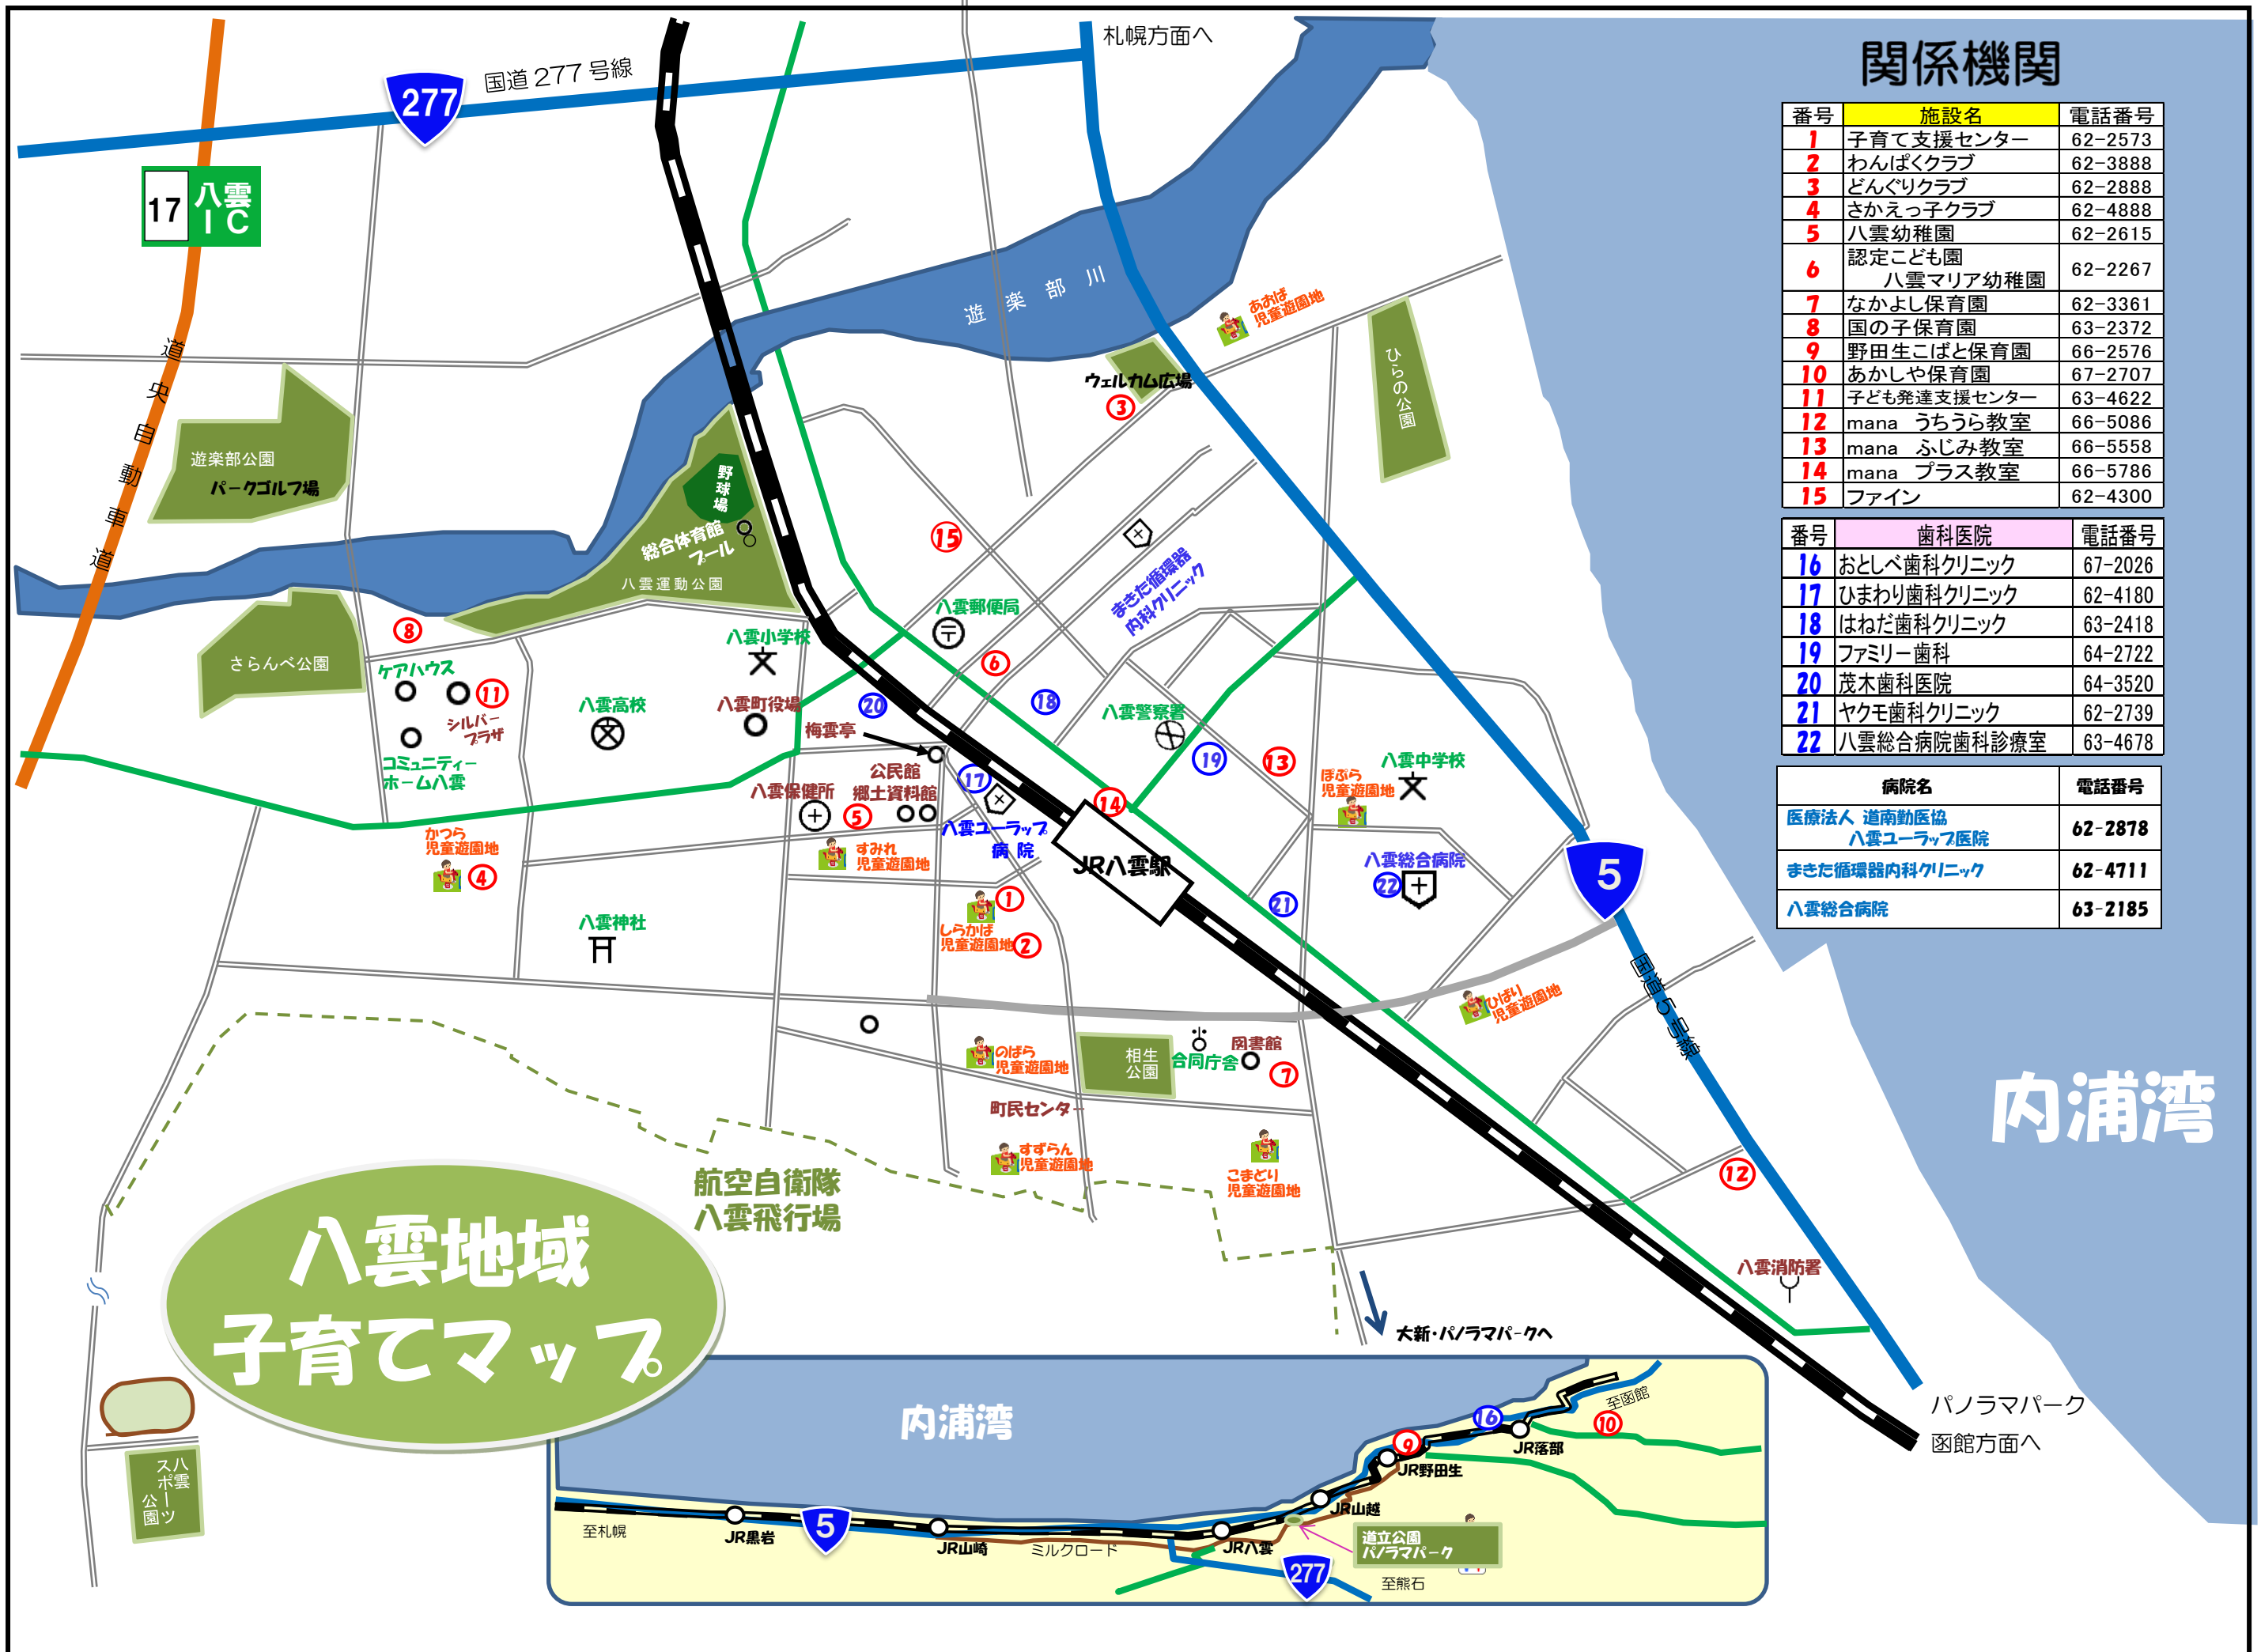 札幌方面へ
国道277号線
277
17
八雲
IC
道央自動車道
遊楽部川
あおば
児童遊園地
ひらの公園
ウェルカム広場
3
遊楽部公園
パークゴルフ場
野球場
総合体育館
プール
八雲運動公園
15
まきた循環器
内科クリニック
八雲郵便局
8
さらんべ公園
ケアハウス
11
シルバー
プラザ
コミュニティー
ホーム八雲
八雲小学校
八雲高校
八雲町役場
20
6
18
梅雲亭
八雲警察署
19
13
ぽぷら
児童遊園地
八雲中学校
公民館
郷土資料館
17
八雲保健所
5
14
八雲ユーラップ
病院
JR八雲駅
かつら
児童遊園地
4
すみれ
児童遊園地
八雲総合病院
22
21
5
八雲神社
1
しらかば
児童遊園地
2
国道5号線
ひばり
児童遊園地
のばら
児童遊園地
相生
公園
合同庁舎
図書館
7
町民センター
すずらん
児童遊園地
こまどり
児童遊園地
12
航空自衛隊
八雲飛行場
八雲消防署
大新・パノラマパークへ
パノラマパーク
函館方面へ
内浦湾
八雲地域
子育てマップ
八雲
スポーツ
公園
関係機関
番号 施設名 電話番号
1 子育て支援センター 62-2573
2 わんぱくクラブ 62-3888
3 どんぐりクラブ 62-2888
4 さかえっ子クラブ 62-4888
5 八雲幼稚園 62-2615
6 認定こども園
八雲マリア幼稚園 62-2267
7 なかよし保育園 62-3361
8 国の子保育園 63-2372
9 野田生こばと保育園 66-2576
10 あかしや保育園 67-2707
11 子ども発達支援センター 63-4622
12 mana うちうら教室 66-5086
13 mana ふじみ教室 66-5558
14 mana プラス教室 66-5786
15 ファイン 62-4300
番号 歯科医院 電話番号
16 おとしべ歯科クリニック 67-2026
17 ひまわり歯科クリニック 62-4180
18 はねだ歯科クリニック 63-2418
19 ファミリー歯科 64-2722
20 茂木歯科医院 64-3520
21 ヤクモ歯科クリニック 62-2739
22 八雲総合病院歯科診療室 63-4678
病院名 電話番号
医療法人 道南勤医協
八雲ユーラップ医院 62-2878
まきた循環器内科クリニック 62-4711
八雲総合病院 63-2185
内浦湾
至函館
16
10
9
JR落部
JR野田生
JR山越
至札幌
JR黒岩
5
JR山崎
ミルクロード
JR八雲
道立公園
パノラマパーク
277
至熊石